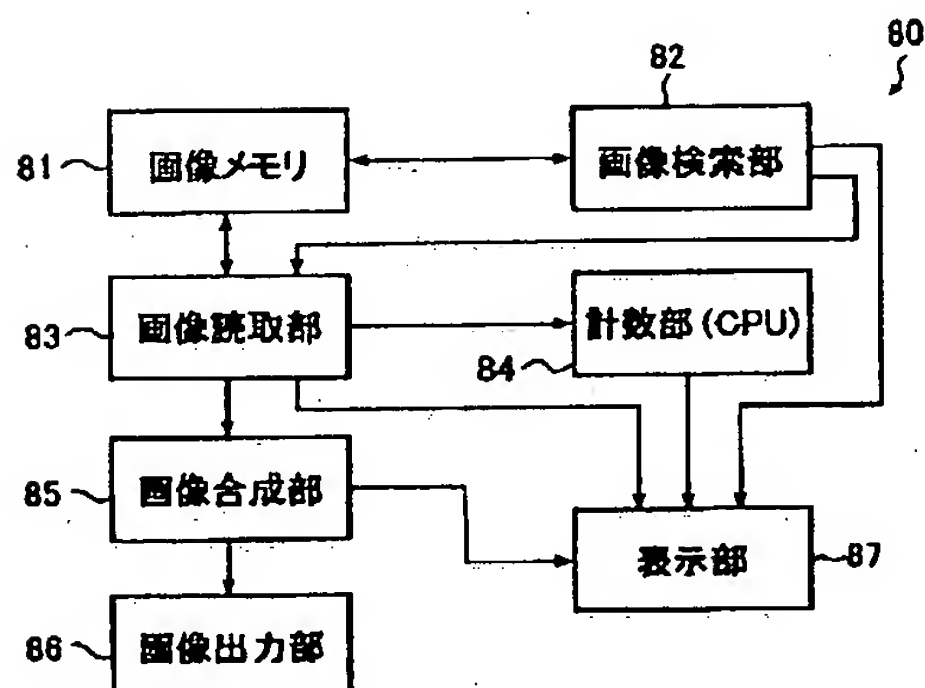 80
82
81
画像メモリ
画像検索部
83
画像読取部
計数部(CPU)
84
85
画像合成部
表示部
87
86
画像出力部